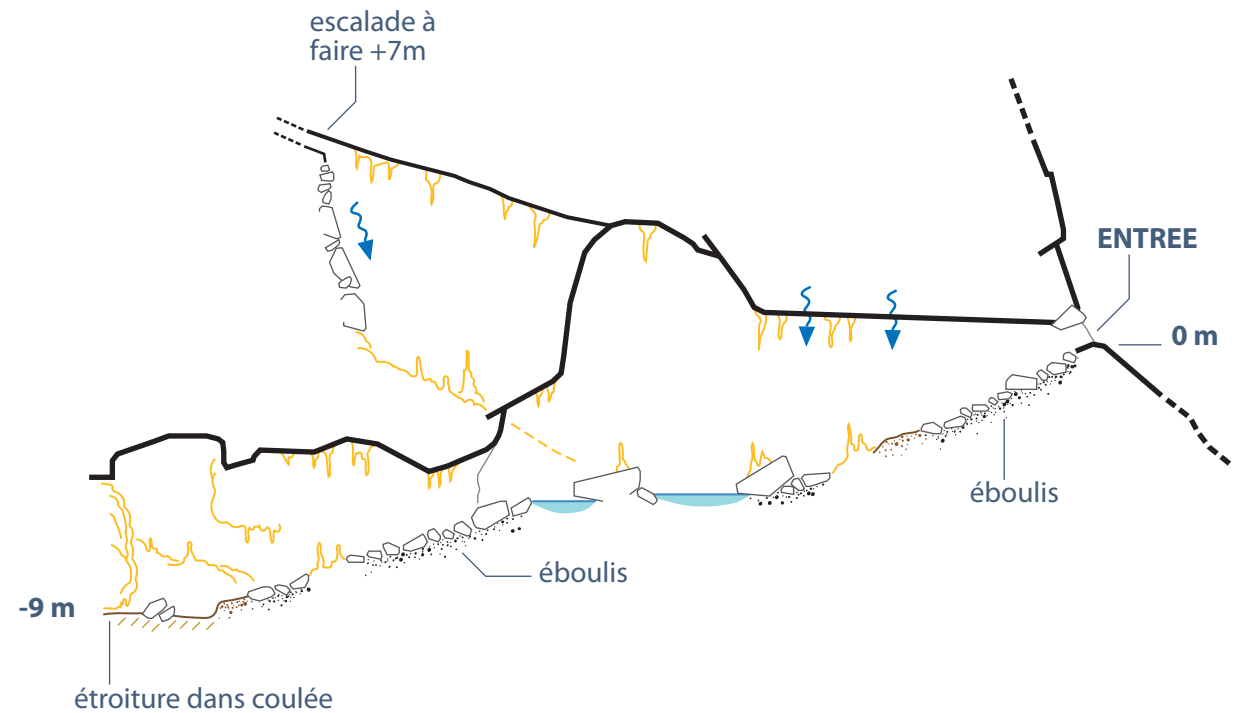 escalade à
faire +7m
ENTREE
0 m
éboulis
éboulis
-9 m
étroiture dans coulée